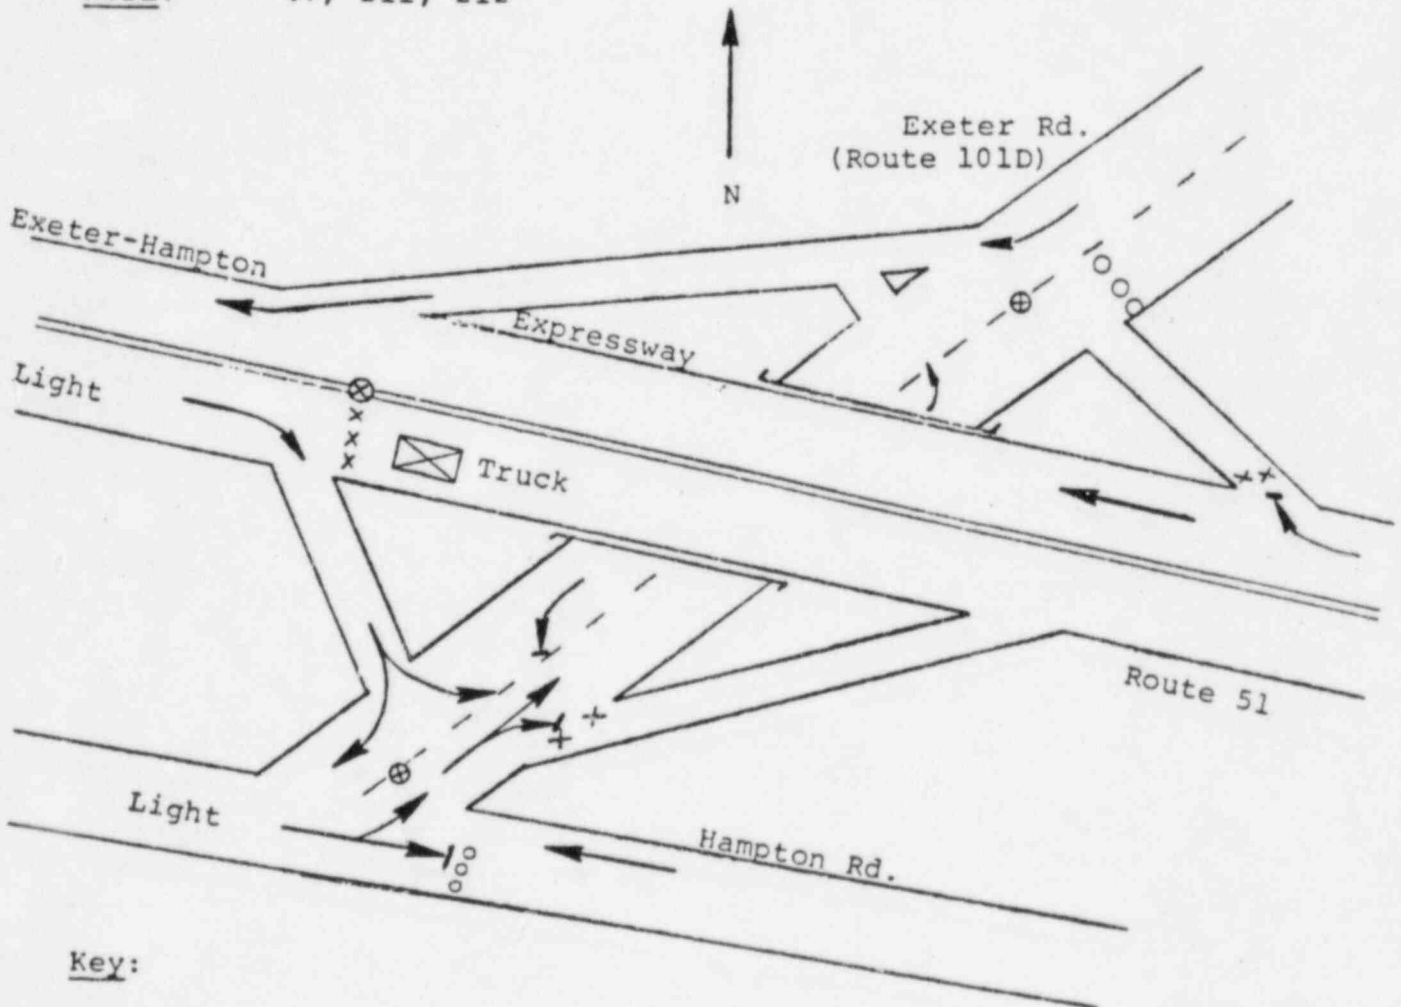 N
Exeter Rd.
(Route 101D)
Exeter-Hampton
Expressway
Light
Truck
Route 51
Light
Hampton Rd.
Key: